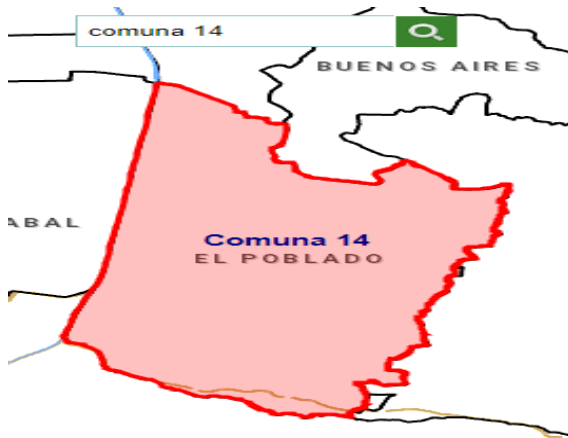 comuna 14
BUENOS AIRES
ABAL
Comuna 14
EL POBLADO